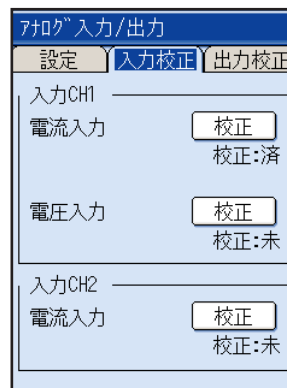 アナログ入力/出力
設定 入力校正 出力校正
入力CH1
電流入力 校正
校正:済
電圧入力 校正
校正:未
入力CH2
電流入力 校正
校正:未